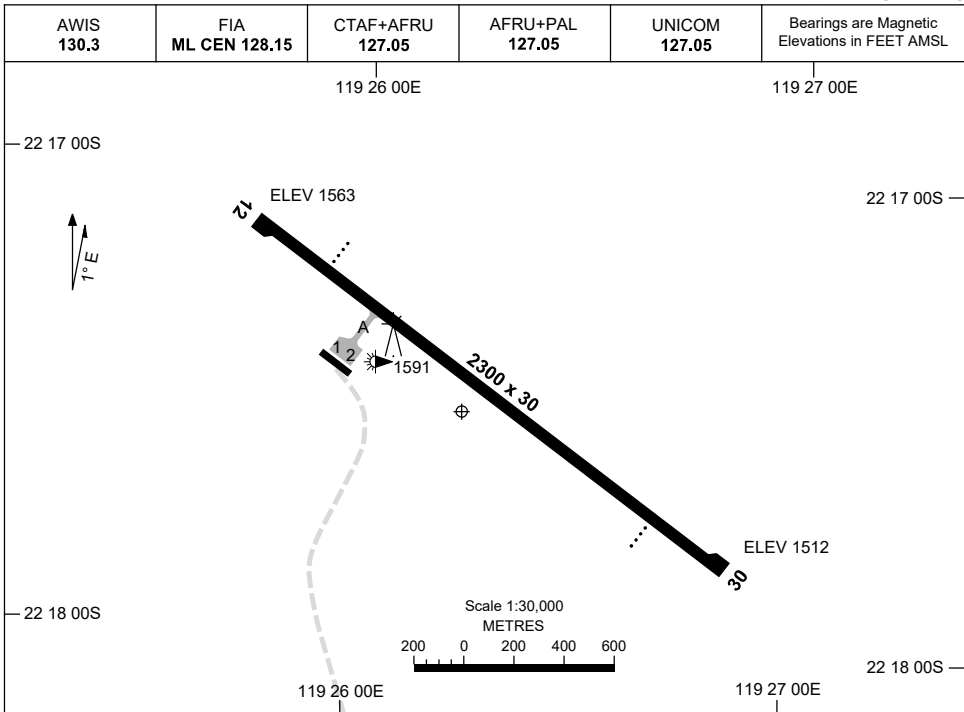 AWIS
130.3
FIA
ML CEN 128.15
CTAF+AFRU
127.05
AFRU+PAL
127.05
UNICOM
127.05
Bearings are Magnetic
Elevations in FEET AMSL
119 26 00E
119 27 00E
22 17 00S
22 17 00S
12
ELEV 1563
1° E
A
1
2
1591
2300 x 30
ELEV 1512
30
22 18 00S
Scale 1:30,000
METRES
200 0 200 400 600
22 18 00S
119 26 00E
119 27 00E